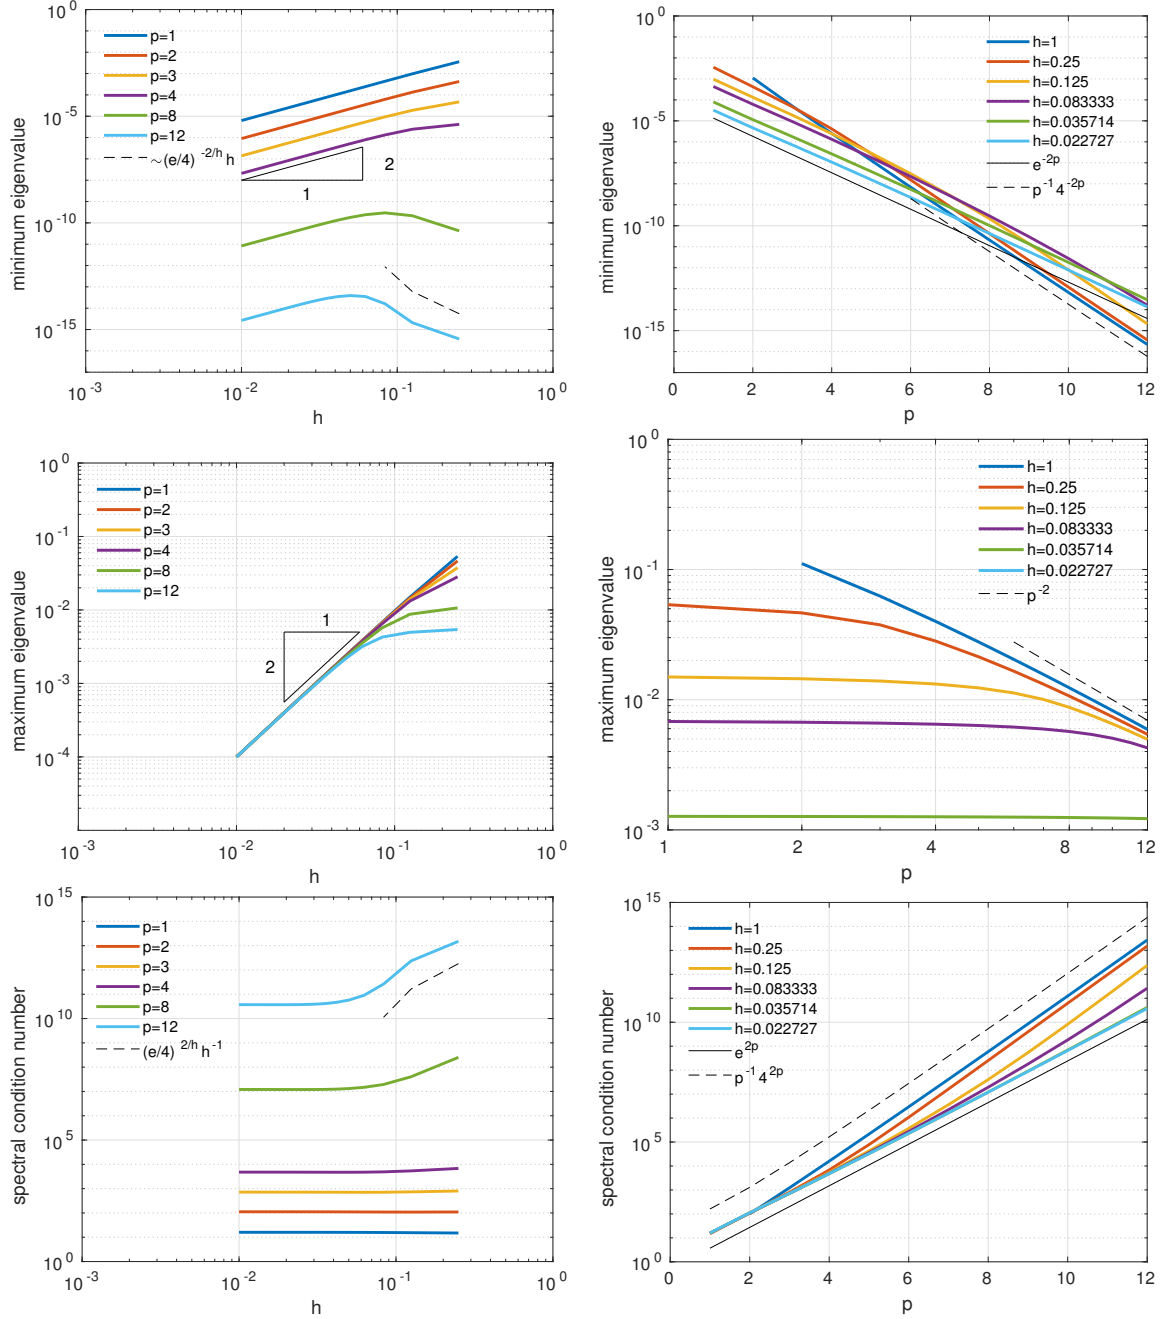 10^0
10^-5
10^-10
10^-15
minimum eigenvalue
p=1
p=2
p=3
p=4
p=8
p=12
~(e/4)^-2/h h
2
1
10^-3
10^-2
10^-1
10^0
h
10^0
10^-5
10^-10
10^-15
minimum eigenvalue
h=1
h=0.25
h=0.125
h=0.083333
h=0.035714
h=0.022727
e^-2p
p^-1 4^-2p
0
2
4
6
8
10
12
p
10^0
10^-1
10^-2
10^-3
10^-4
maximum eigenvalue
p=1
p=2
p=3
p=4
p=8
p=12
1
2
10^-3
10^-2
10^-1
10^0
h
10^0
10^-1
10^-2
10^-3
maximum eigenvalue
h=1
h=0.25
h=0.125
h=0.083333
h=0.035714
h=0.022727
p^-2
1
2
4
8
12
p
10^15
10^10
10^5
10^0
spectral condition number
p=1
p=2
p=3
p=4
p=8
p=12
(e/4)^2/h h^-1
10^-3
10^-2
10^-1
10^0
h
10^15
10^10
10^5
10^0
spectral condition number
h=1
h=0.25
h=0.125
h=0.083333
h=0.035714
h=0.022727
e^2p
p^-1 4^2p
0
2
4
6
8
10
12
p